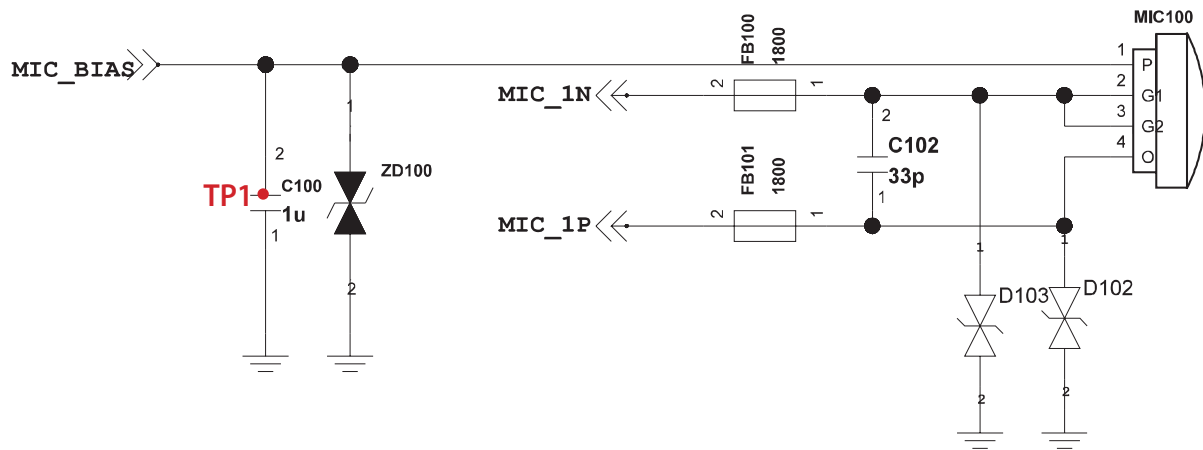 MIC100
FB100
1800
1
MIC_BIAS
P
2
1
2
MIC_1N
G1
1
2
3
G2
C102
4
O
33p
2
ZD100
FB101
1800
1
TP1
C100
1u
2
1
MIC_1P
1
1
1
2
D103
D102
2
2